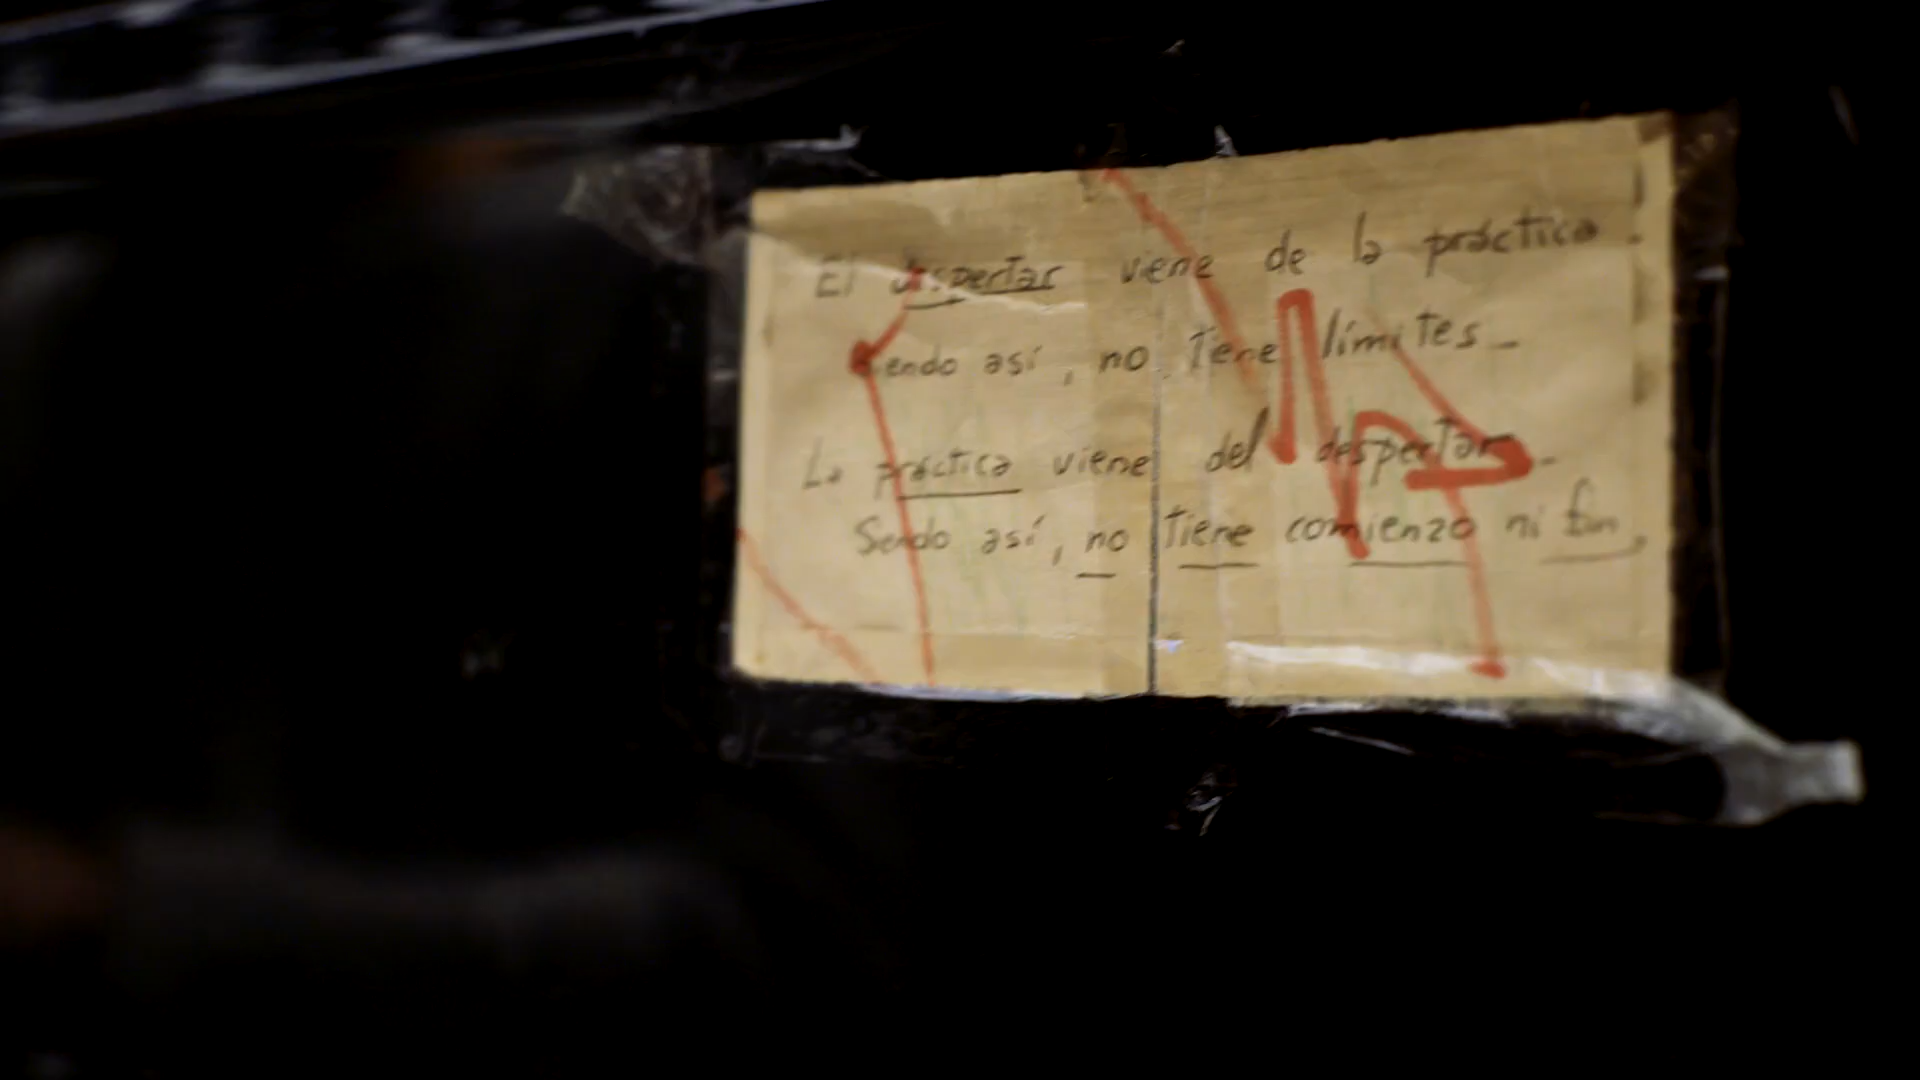 El despertar viene de la práctica.
Siendo así, no tiene límites.
La práctica viene del despertar.
Siendo así, no tiene comienzo ni fin.